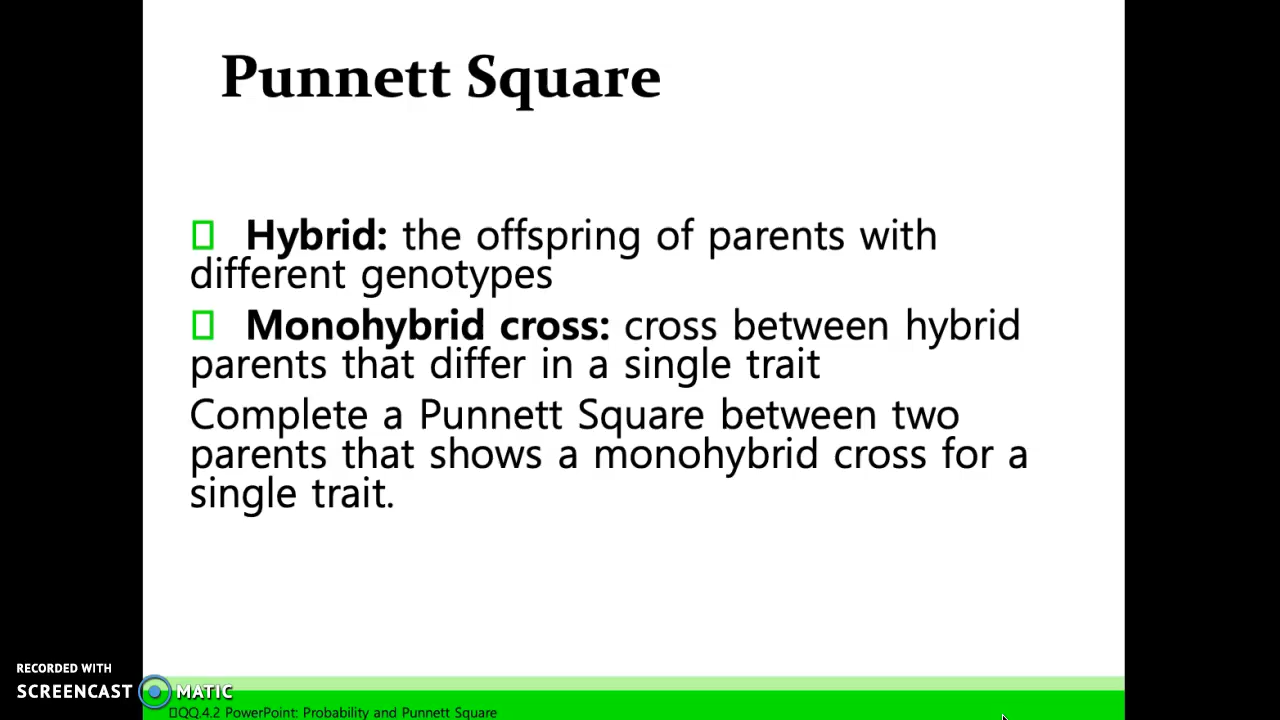 Punnett Square
Hybrid: the offspring of parents with
different genotypes
Monohybrid cross: cross between hybrid
parents that differ in a single trait
Complete a Punnett Square between two
parents that shows a monohybrid cross for a
single trait.
RECORDED WITH
SCREENCAST MATIC
QQ.4.2 PowerPoint: Probability and Punnett Square